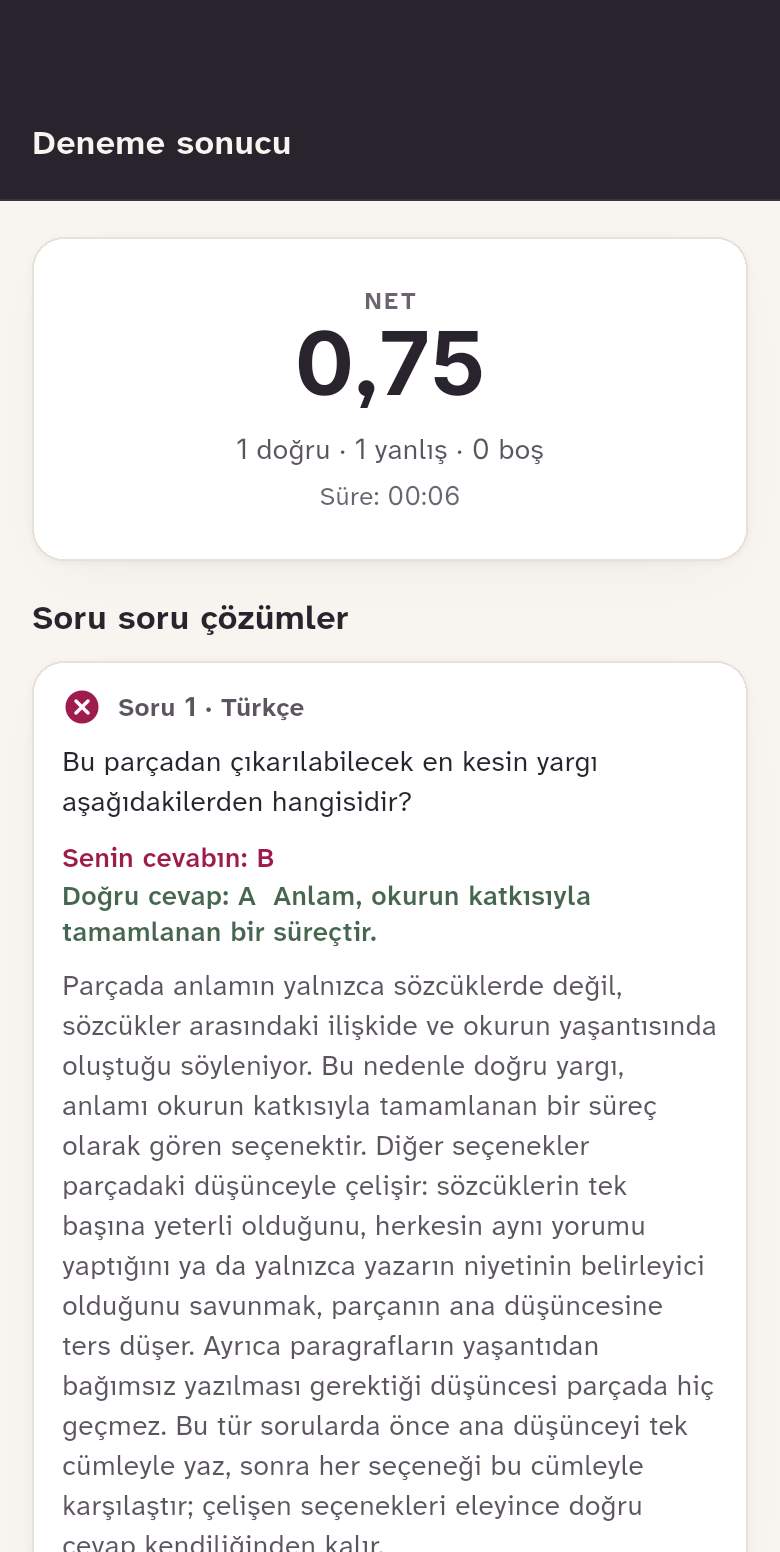 Deneme sonucu
NET
0,75
1 doğru · 1 yanlış · 0 boş
Süre: 00:06
Soru soru çözümler
Soru 1 · Türkçe
Bu parçadan çıkarılabilecek en kesin yargı
aşağıdakilerden hangisidir?
Senin cevabın: B
Doğru cevap: A  Anlam, okurun katkısıyla
tamamlanan bir süreçtir.
Parçada anlamın yalnızca sözcüklerde değil,
sözcükler arasındaki ilişkide ve okurun yaşantısında
oluştuğu söyleniyor. Bu nedenle doğru yargı,
anlamı okurun katkısıyla tamamlanan bir süreç
olarak gören seçenektir. Diğer seçenekler
parçadaki düşünceyle çelişir: sözcüklerin tek
başına yeterli olduğunu, herkesin aynı yorumu
yaptığını ya da yalnızca yazarın niyetinin belirleyici
olduğunu savunmak, parçanın ana düşüncesine
ters düşer. Ayrıca paragrafların yaşantıdan
bağımsız yazılması gerektiği düşüncesi parçada hiç
geçmez. Bu tür sorularda önce ana düşünceyi tek
cümleyle yaz, sonra her seçeneği bu cümleyle
karşılaştır; çelişen seçenekleri eleyince doğru
cevap kendiliğinden kalır.